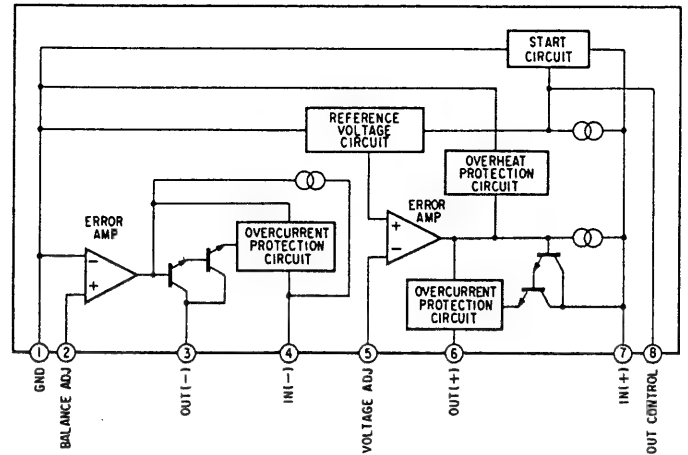 START
CIRCUIT
REFERENCE
VOLTAGE
CIRCUIT
OVERHEAT
PROTECTION
CIRCUIT
ERROR
AMP
OVERCURRENT
PROTECTION
CIRCUIT
ERROR
AMP
OVERCURRENT
PROTECTION
CIRCUIT
-
+
+
-
1 2 3 4 5 6 7 8
GND
BALANCE ADJ
OUT(-)
IN(-)
VOLTAGE ADJ
OUT(+)
IN(+)
OUT CONTROL